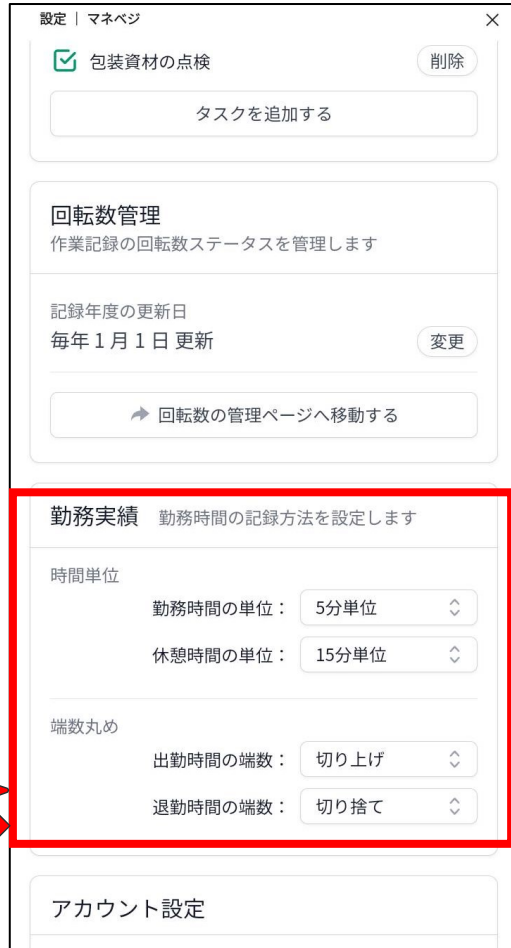 設定 | マネベジ
包装資材の点検
削除
タスクを追加する
回転数管理
作業記録の回転数ステータスを管理します
記録年度の更新日
毎年1月1日 更新
変更
回転数の管理ページへ移動する
勤務実績 勤務時間の記録方法を設定します
時間単位
勤務時間の単位： 5分単位
休憩時間の単位： 15分単位
端数丸め
出勤時間の端数： 切り上げ
退勤時間の端数： 切り捨て
アカウント設定